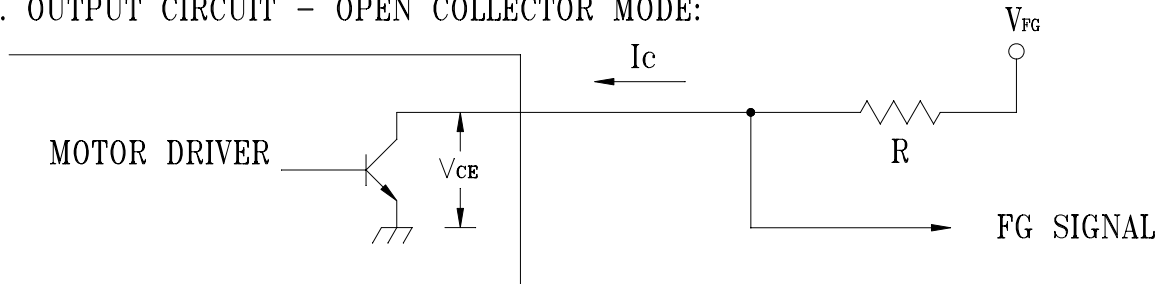 . OUTPUT CIRCUIT - OPEN COLLECTOR MODE:
VFG
Ic
MOTOR DRIVER
VCE
R
FG SIGNAL